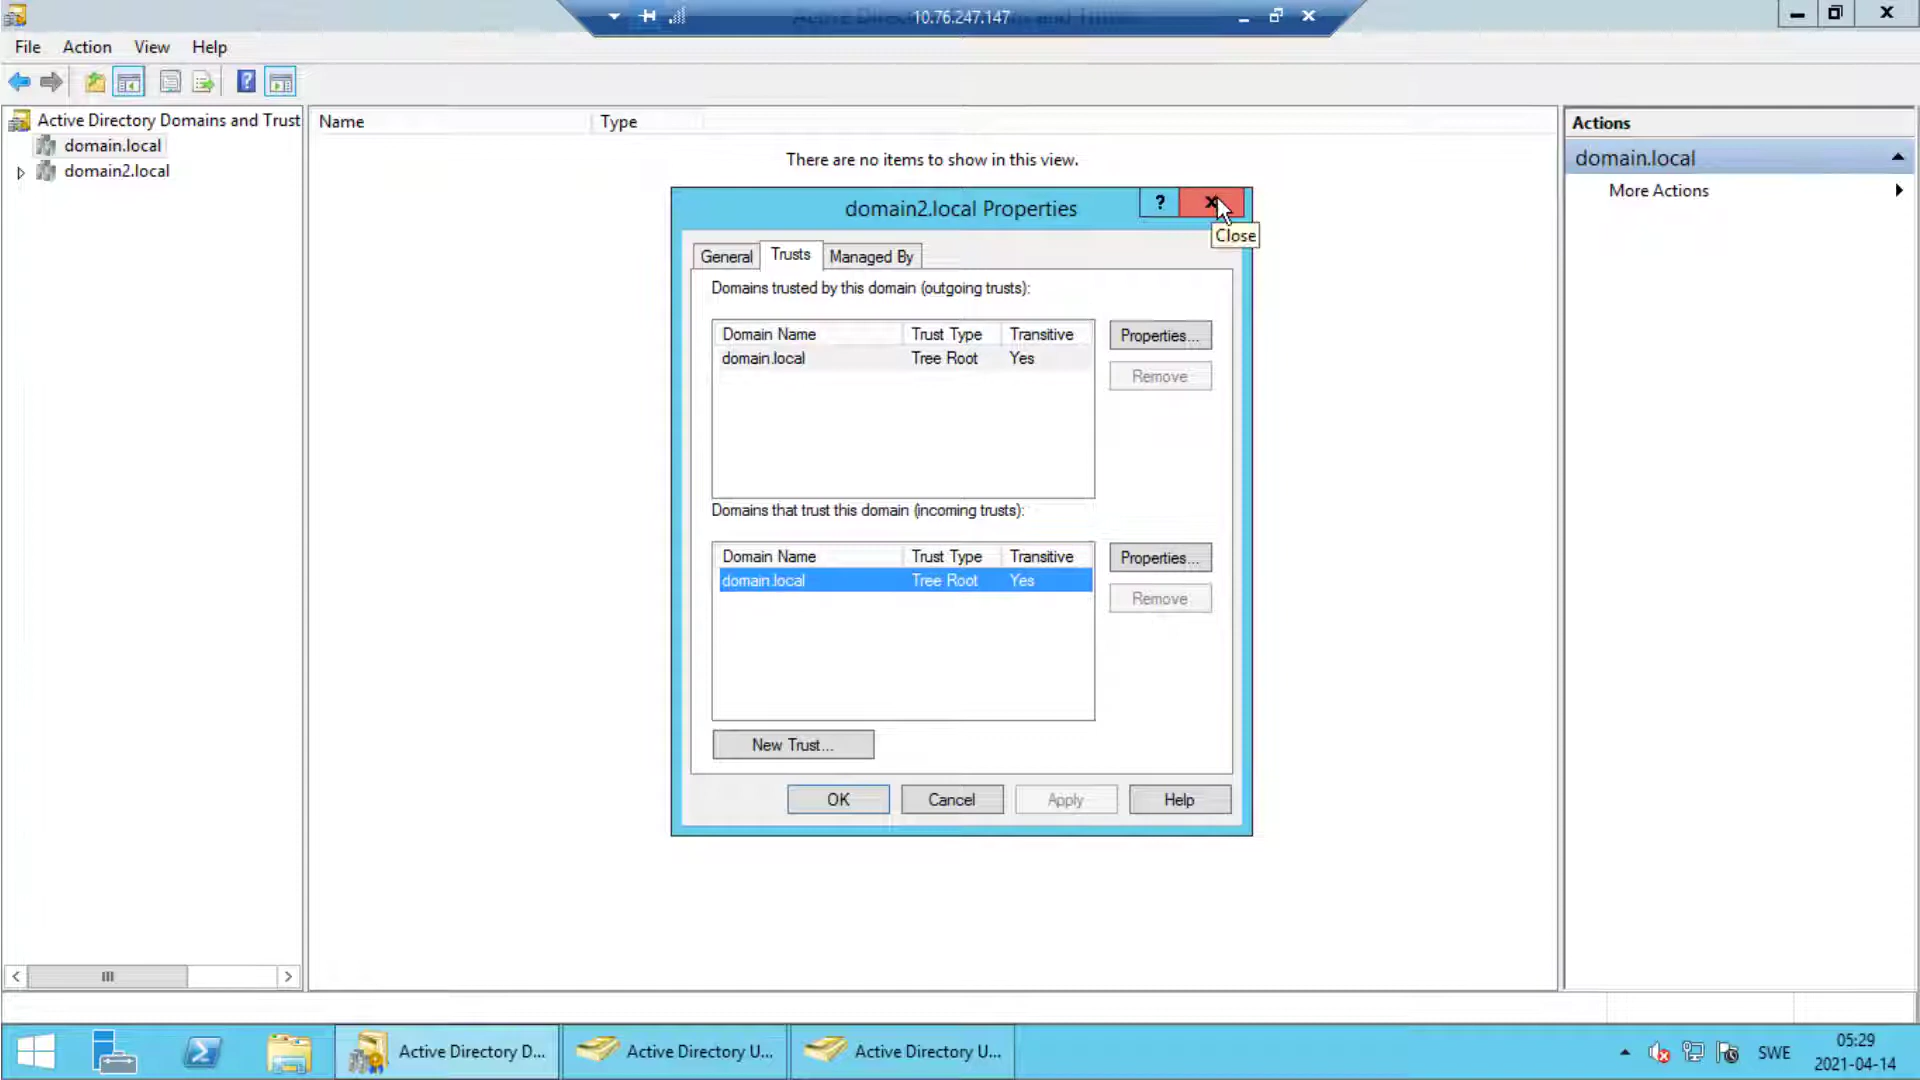 10.76.247.147
File Action View Help
Active Directory Domains and Trust
domain.local
domain2.local
Name Type
There are no items to show in this view.
domain2.local Properties
? x
Close
General Trusts Managed By
Domains trusted by this domain (outgoing trusts):
Domain Name Trust Type Transitive
domain.local Tree Root Yes
Properties...
Remove
Domains that trust this domain (incoming trusts):
Domain Name Trust Type Transitive
domain.local Tree Root Yes
Properties...
Remove
New Trust...
OK Cancel Apply Help
Actions
domain.local
More Actions
Active Directory D...
Active Directory U...
Active Directory U...
SWE
05:29
2021-04-14